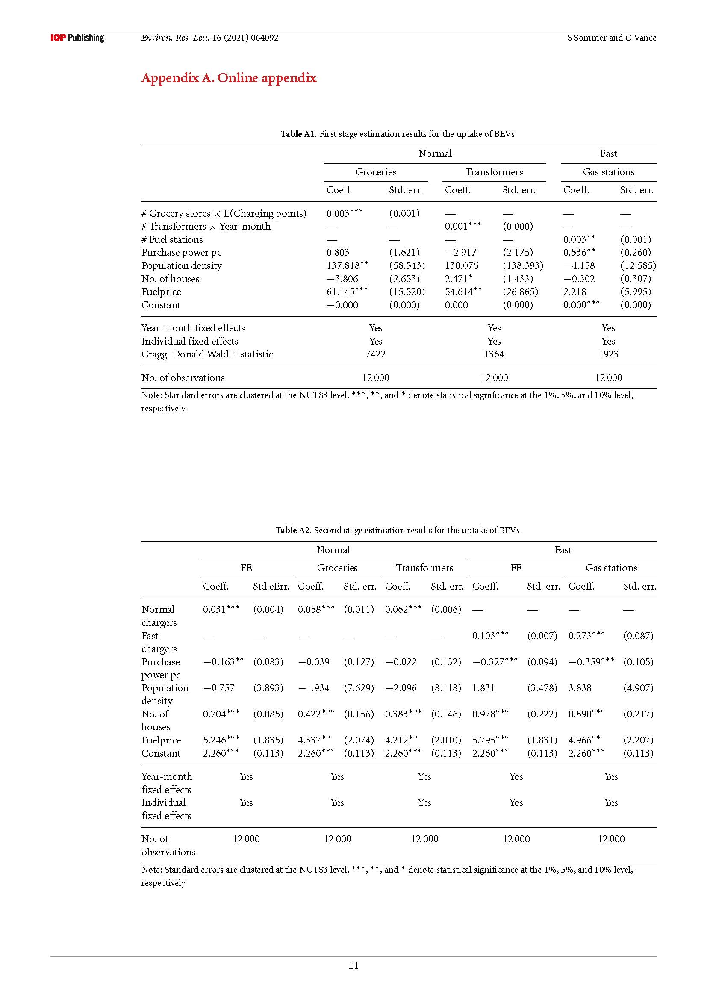 IOP Publishing Environ. Res. Lett. 16 (2021) 064092 S Sommer and C Vance
Appendix A. Online appendix
Table A1. First stage estimation results for the uptake of BEVs.
Normal Fast
Groceries Transformers Gas stations
Coeff. Std. err. Coeff. Std. err. Coeff. Std. err.
# Grocery stores × L(Charging points) 0.003*** (0.001) — — — —
# Transformers × Year-month — — 0.001*** (0.000) — —
# Fuel stations — — — — 0.003** (0.001)
Purchase power pc 0.803 (1.621) −2.917 (2.175) 0.536** (0.260)
Population density 137.818** (58.543) 130.076 (138.393) −4.158 (12.585)
No. of houses −3.806 (2.653) 2.471* (1.433) −0.302 (0.307)
Fuelprice 61.145*** (15.520) 54.614** (26.865) 2.218 (5.995)
Constant −0.000 (0.000) 0.000 (0.000) 0.000*** (0.000)
Year-month fixed effects Yes Yes Yes
Individual fixed effects Yes Yes Yes
Cragg–Donald Wald F-statistic 7422 1364 1923
No. of observations 12 000 12 000 12 000
Note: Standard errors are clustered at the NUTS3 level. ***, **, and * denote statistical significance at the 1%, 5%, and 10% level,
respectively.
Table A2. Second stage estimation results for the uptake of BEVs.
Normal Fast
FE Groceries Transformers FE Gas stations
Coeff. Std.eErr. Coeff. Std. err. Coeff. Std. err. Coeff. Std. err. Coeff. Std. err.
Normal 0.031*** (0.004) 0.058*** (0.011) 0.062*** (0.006) — — — —
chargers
Fast — — — — — — 0.103*** (0.007) 0.273*** (0.087)
chargers
Purchase −0.163** (0.083) −0.039 (0.127) −0.022 (0.132) −0.327*** (0.094) −0.359*** (0.105)
power pc
Population −0.757 (3.893) −1.934 (7.629) −2.096 (8.118) 1.831 (3.478) 3.838 (4.907)
density
No. of 0.704*** (0.085) 0.422*** (0.156) 0.383*** (0.146) 0.978*** (0.222) 0.890*** (0.217)
houses
Fuelprice 5.246*** (1.835) 4.337** (2.074) 4.212** (2.010) 5.795*** (1.831) 4.966** (2.207)
Constant 2.260*** (0.113) 2.260*** (0.113) 2.260*** (0.113) 2.260*** (0.113) 2.260*** (0.113)
Year-month Yes Yes Yes Yes Yes
fixed effects
Individual Yes Yes Yes Yes Yes
fixed effects
No. of 12 000 12 000 12 000 12 000 12 000
observations
Note: Standard errors are clustered at the NUTS3 level. ***, **, and * denote statistical significance at the 1%, 5%, and 10% level,
respectively.
11